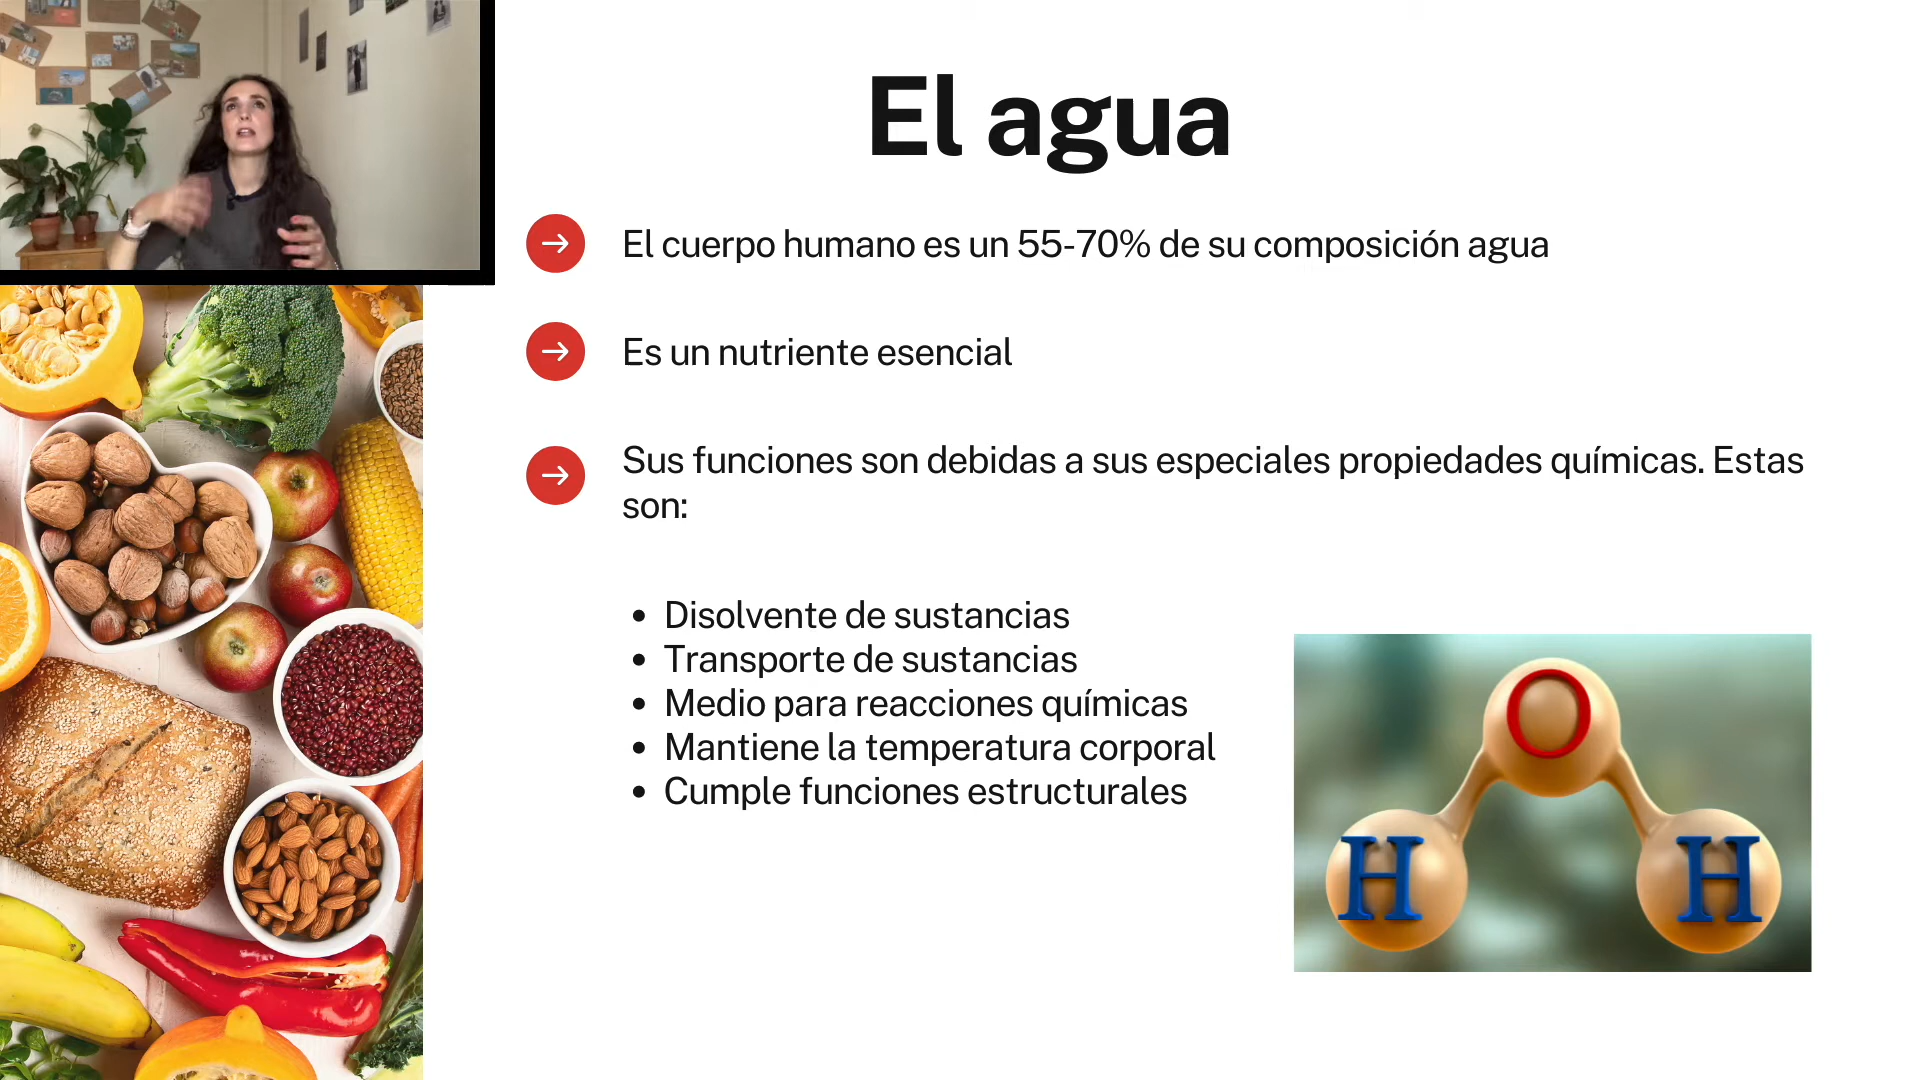 El agua
El cuerpo humano es un 55-70% de su composición agua
Es un nutriente esencial
Sus funciones son debidas a sus especiales propiedades químicas. Estas
son:
• Disolvente de sustancias
• Transporte de sustancias
• Medio para reacciones químicas
• Mantiene la temperatura corporal
• Cumple funciones estructurales
O
H H